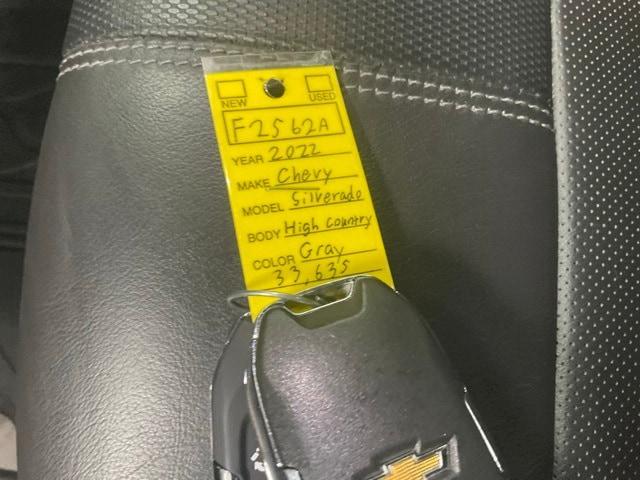 NEW USED
F2562A
YEAR 2022
MAKE Chevy
MODEL Silverado
BODY High Country
COLOR Gray
33,635